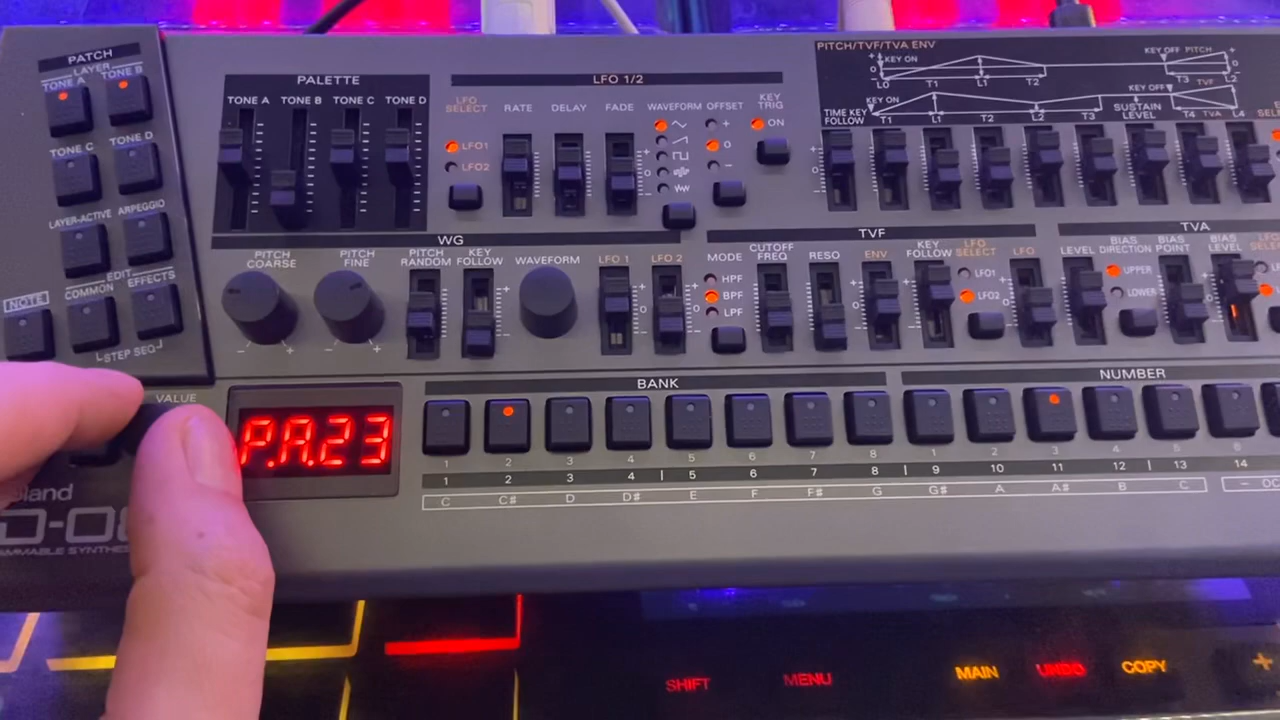 PATCH
LAYER
TONE A TONE B
TONE C TONE D
LAYER-ACTIVE ARPEGGIO
EDIT
COMMON EFFECTS
NOTE
STEP SEQ
PALETTE
TONE A TONE B TONE C TONE D
LFO 1/2
LFO SELECT RATE DELAY FADE WAVEFORM OFFSET KEY TRIG
LFO1
LFO2
+
0
-
ON
PITCH/TVF/TVA ENV
KEY ON KEY OFF PITCH
L0 T1 L1 T2 T3 L2
KEY ON KEY OFF TVF
TIME KEY FOLLOW T1 L1 T2 L2 T3 SUSTAIN LEVEL T4 TVA L4
WG
PITCH COARSE PITCH FINE PITCH RANDOM KEY FOLLOW WAVEFORM LFO 1 LFO 2
- + - +
TVF
MODE CUTOFF FREQ RESO ENV KEY FOLLOW LFO SELECT LFO
HPF
BPF
LPF
LFO1
LFO2
TVA
LEVEL BIAS DIRECTION BIAS POINT BIAS LEVEL
UPPER
LOWER
VALUE
P.A.23
BANK
NUMBER
1 2 3 4 5 6 7 8 1 2 3 4 5 6
1 2 3 4 5 6 7 8 9 10 11 12 13 14
C C# D D# E F F# G G# A A# B C
SHIFT MENU MAIN UNDO COPY +